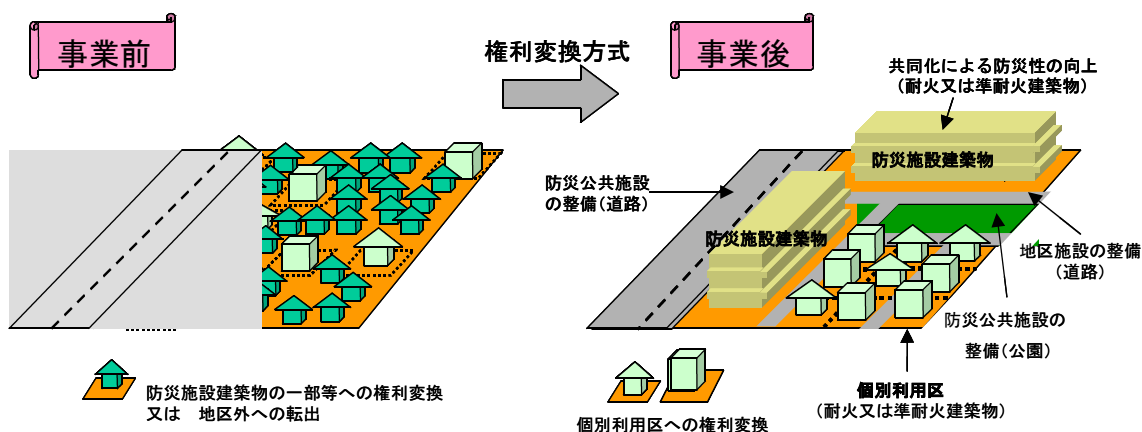 事業前
権利変換方式
事業後
共同化による防災性の向上
（耐火又は準耐火建築物）
防災施設建築物
防災公共施設
の整備（道路）
防災施設建築物
地区施設の整備
（道路）
防災公共施設の
整備（公園）
個別利用区
（耐火又は準耐火建築物）
防災施設建築物の一部等への権利変換
又は　地区外への転出
個別利用区への権利変換